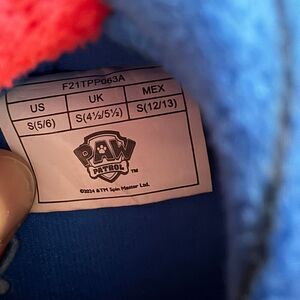 F21TPP063A
US UK MEX
S(5/6) S(4½/5½) S(12/13)
PAW
PATROL TM
©2024 &TM Spin Master Ltd.